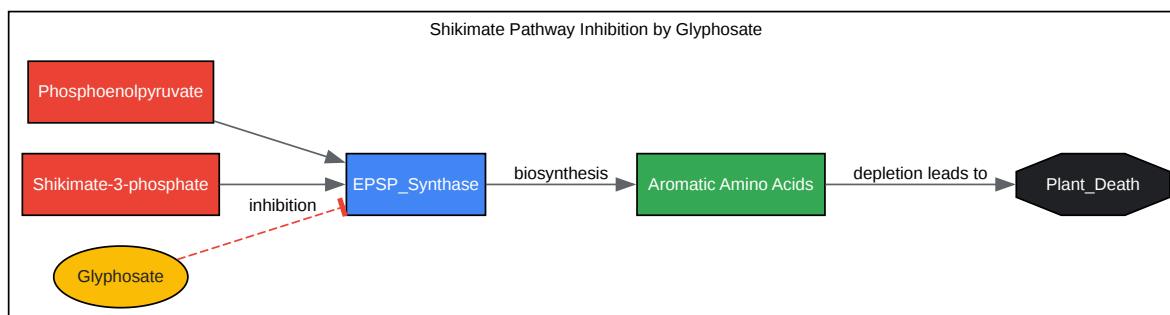 Shikimate Pathway Inhibition by Glyphosate
Phosphoenolpyruvate
Shikimate-3-phosphate
inhibition
Glyphosate
EPSP_Synthase
biosynthesis
Aromatic Amino Acids
depletion leads to
Plant_Death